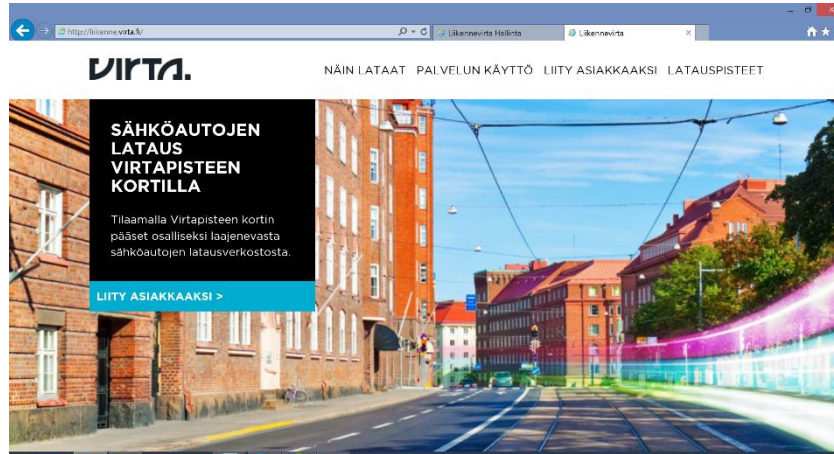 http://liikenne.virta.fi/
Liikennevirta Hallinta
Liikennevirta
VIRTA.
NÄIN LATAAT PALVELUN KÄYTTÖ LIITY ASIAKKAAKSI LATAUSPISTEET
SÄHKÖAUTOJEN
LATAUS
VIRTAPISTEEN
KORTILLA
Tilaamalla Virtapisteen kortin
pääset osalliseksi laajenevasta
sähköautojen latausverkostosta.
LIITY ASIAKKAAKSI >